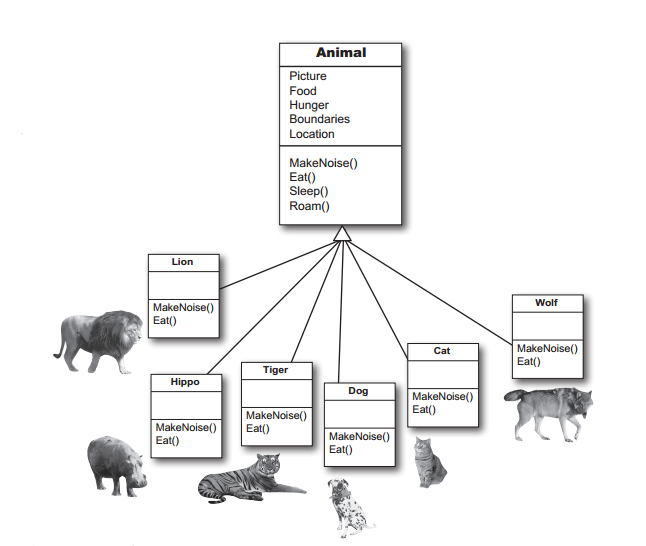 Animal
Picture
Food
Hunger
Boundaries
Location
MakeNoise()
Eat()
Sleep()
Roam()
Lion
MakeNoise()
Eat()
Hippo
MakeNoise()
Eat()
Tiger
MakeNoise()
Eat()
Dog
MakeNoise()
Eat()
Cat
MakeNoise()
Eat()
Wolf
MakeNoise()
Eat()